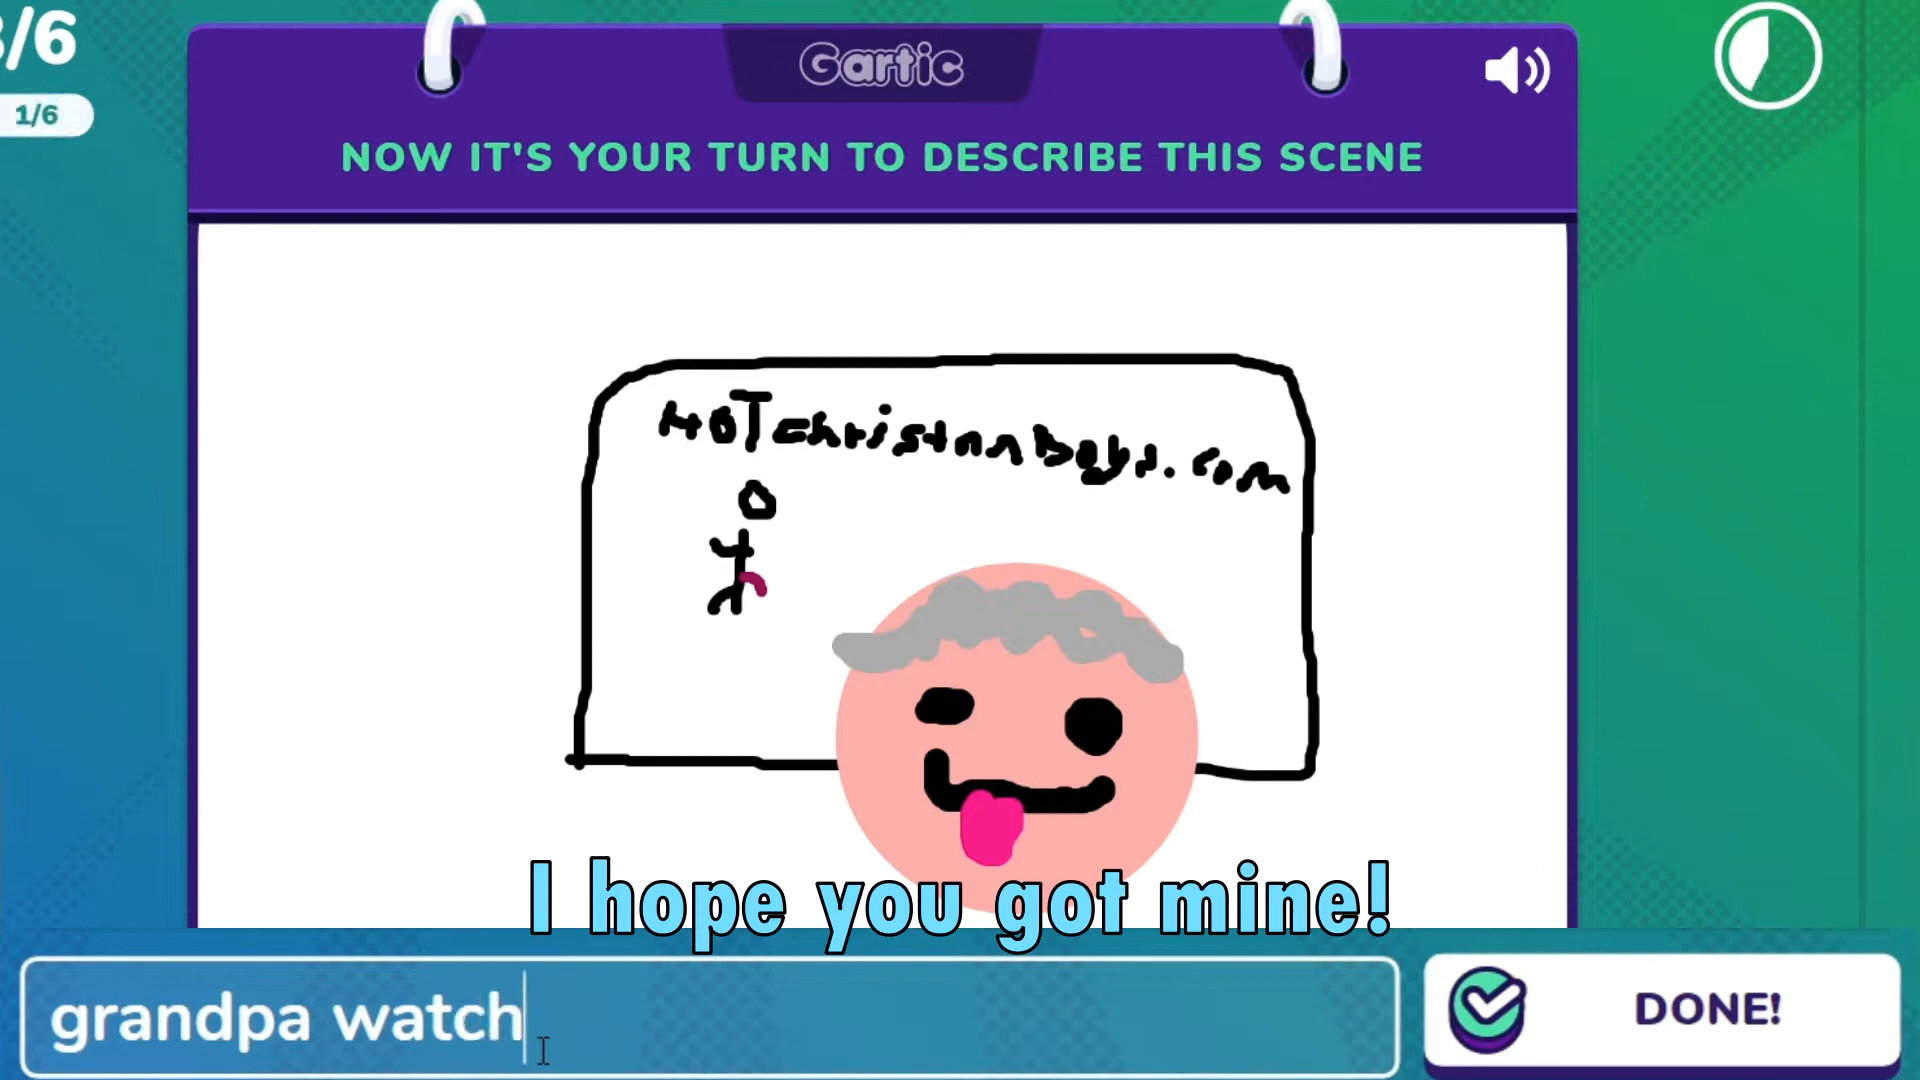 3/6
1/6
Gartic
NOW IT'S YOUR TURN TO DESCRIBE THIS SCENE
HOTchristanBoys.com
I hope you got mine!
grandpa watch
DONE!